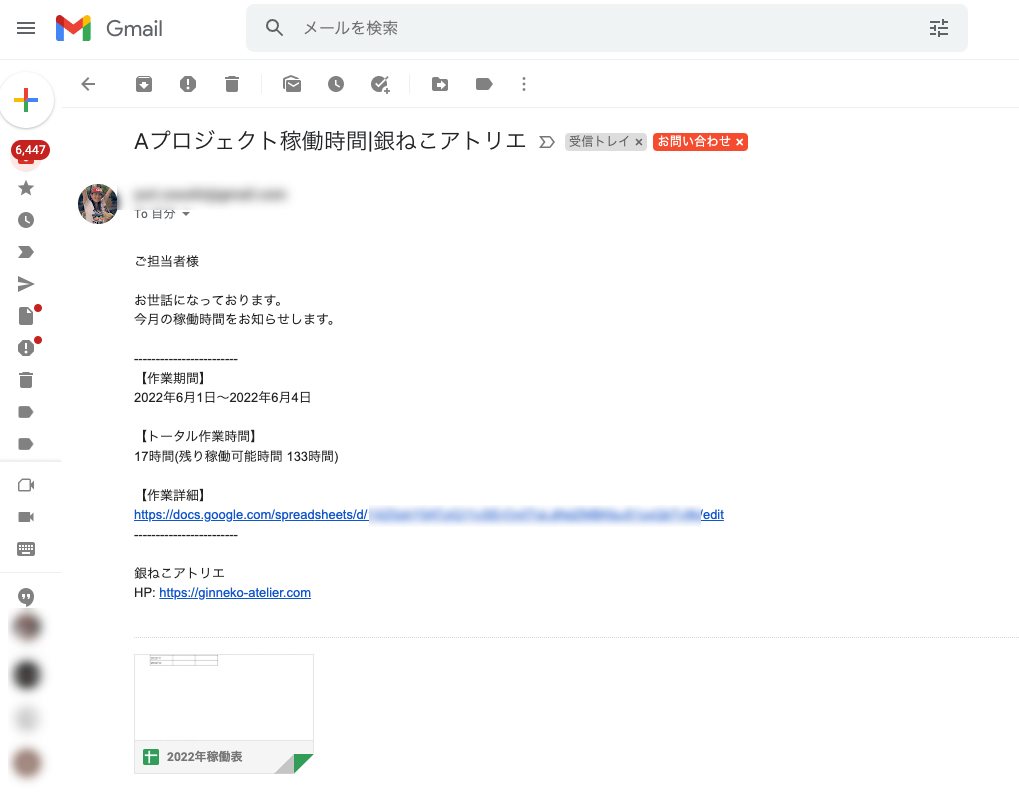 Gmail
メールを検索
6,447
Aプロジェクト稼働時間|銀ねこアトリエ
受信トレイ ×
お問い合わせ ×
To 自分
ご担当者様
お世話になっております。
今月の稼働時間をお知らせします。
------------------------
【作業期間】
2022年6月1日〜2022年6月4日
【トータル作業時間】
17時間(残り稼働可能時間 133時間)
【作業詳細】
https://docs.google.com/spreadsheets/d/
/edit
------------------------
銀ねこアトリエ
HP: https://ginneko-atelier.com
2022年稼働表